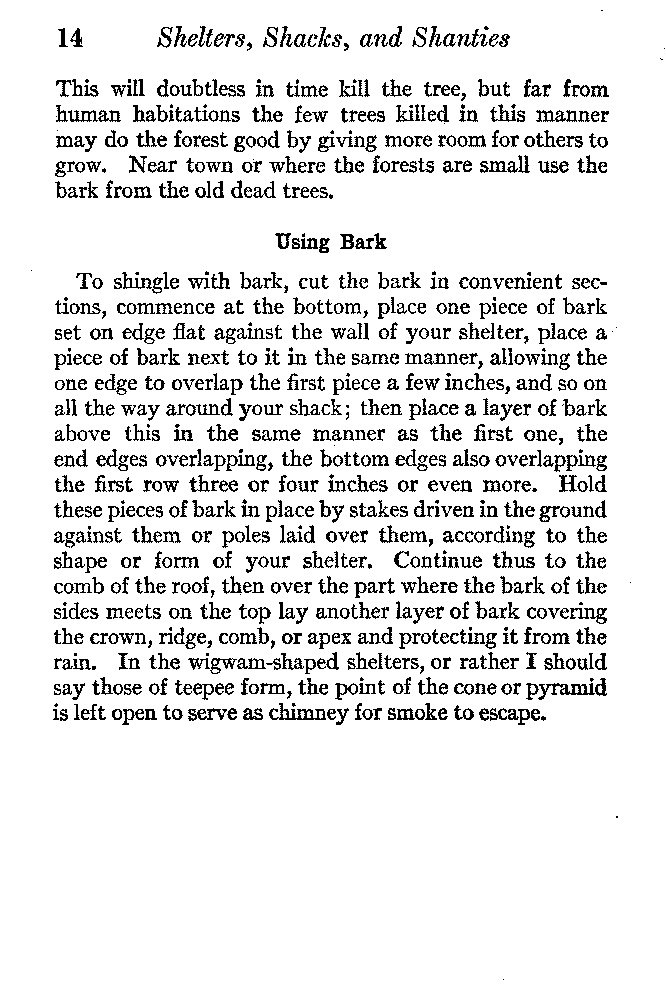 14 Shelters, Shacks, and Shanties
This will doubtless in time kill the tree, but far from
human habitations the few trees killed in this manner
may do the forest good by giving more room for others to
grow. Near town or where the forests are small use the
bark from the old dead trees.
Using Bark
To shingle with bark, cut the bark in convenient sec-
tions, commence at the bottom, place one piece of bark
set on edge flat against the wall of your shelter, place a
piece of bark next to it in the same manner, allowing the
one edge to overlap the first piece a few inches, and so on
all the way around your shack; then place a layer of bark
above this in the same manner as the first one, the
end edges overlapping, the bottom edges also overlapping
the first row three or four inches or even more. Hold
these pieces of bark in place by stakes driven in the ground
against them or poles laid over them, according to the
shape or form of your shelter. Continue thus to the
comb of the roof, then over the part where the bark of the
sides meets on the top lay another layer of bark covering
the crown, ridge, comb, or apex and protecting it from the
rain. In the wigwam-shaped shelters, or rather I should
say those of teepee form, the point of the cone or pyramid
is left open to serve as chimney for smoke to escape.